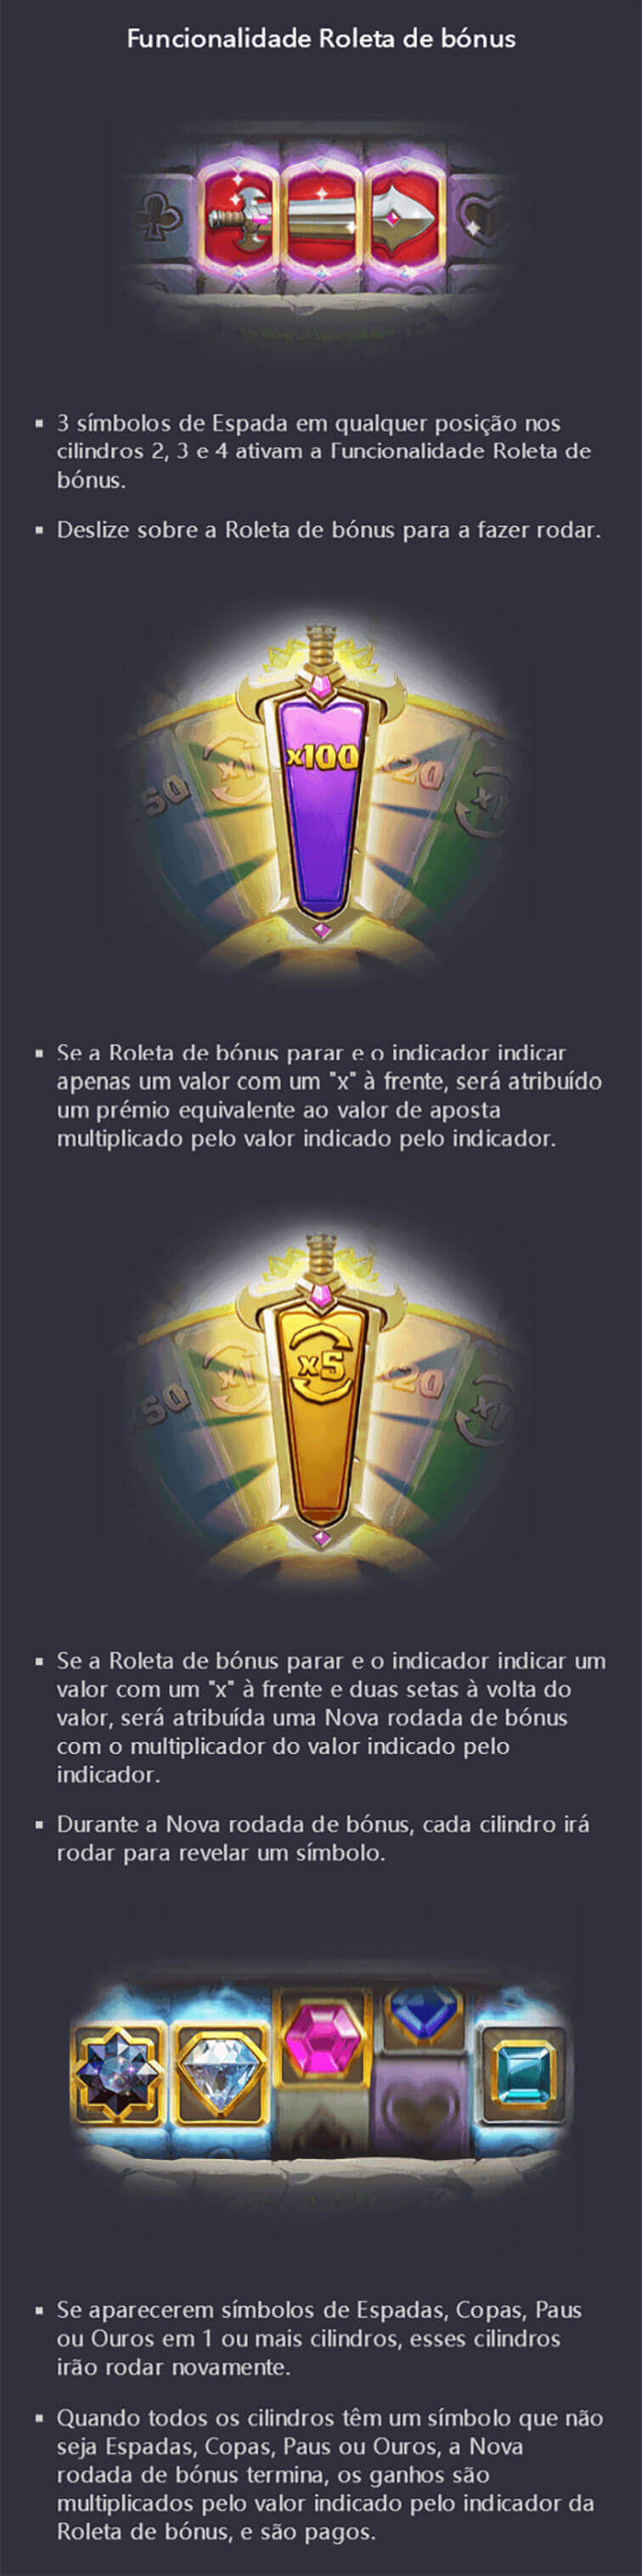 Funcionalidade Roleta de bónus
▪ 3 símbolos de Espada em qualquer posição nos
cilindros 2, 3 e 4 ativam a Funcionalidade Roleta de
bónus.
▪ Deslize sobre a Roleta de bónus para a fazer rodar.
50 x1 x100 x20 x1
▪ Se a Roleta de bónus parar e o indicador indicar
apenas um valor com um "x" à frente, será atribuído
um prémio equivalente ao valor de aposta
multiplicado pelo valor indicado pelo indicador.
50 x1 x5 x20 x1
▪ Se a Roleta de bónus parar e o indicador indicar um
valor com um "x" à frente e duas setas à volta do
valor, será atribuída uma Nova rodada de bónus
com o multiplicador do valor indicado pelo
indicador.
▪ Durante a Nova rodada de bónus, cada cilindro irá
rodar para revelar um símbolo.
▪ Se aparecerem símbolos de Espadas, Copas, Paus
ou Ouros em 1 ou mais cilindros, esses cilindros
irão rodar novamente.
▪ Quando todos os cilindros têm um símbolo que não
seja Espadas, Copas, Paus ou Ouros, a Nova
rodada de bónus termina, os ganhos são
multiplicados pelo valor indicado pelo indicador da
Roleta de bónus, e são pagos.